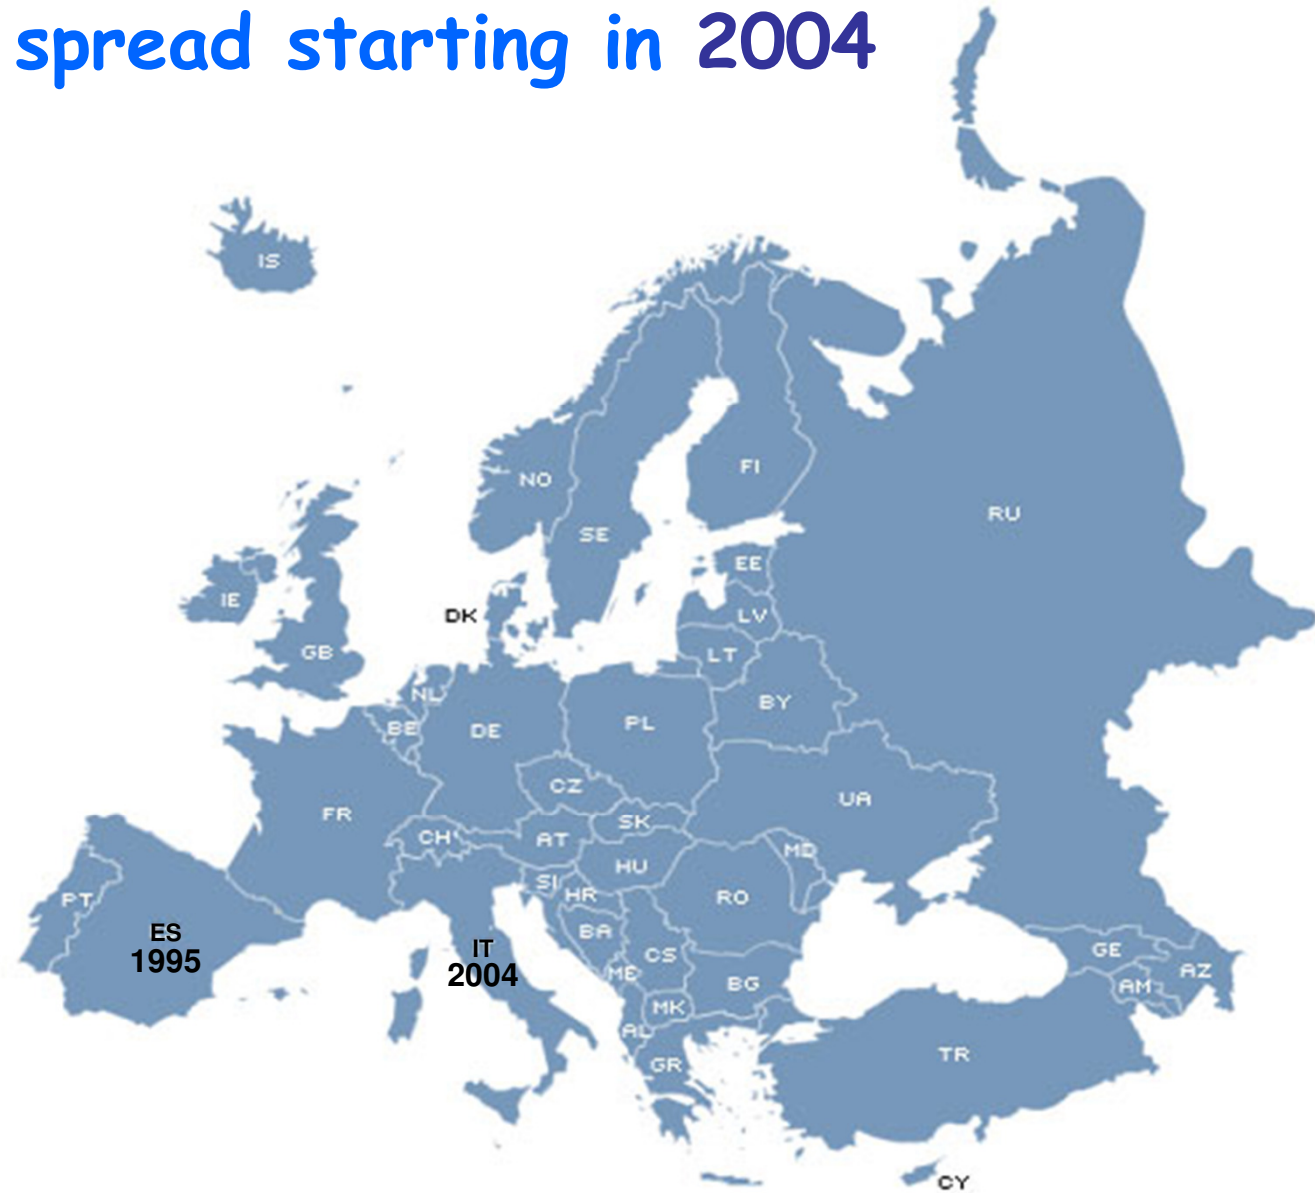 spread starting in 2004
IS
NO
FI
RU
SE
EE
IE
DK
LV
GB
LT
NL
BY
BE
DE
PL
CZ
UA
FR
SK
CH
AT
MD
HU
SI
HR
RO
PT
ES
1995
BA
IT
2004
CS
GE
ME
BG
AZ
AM
MK
AL
GR
TR
CY